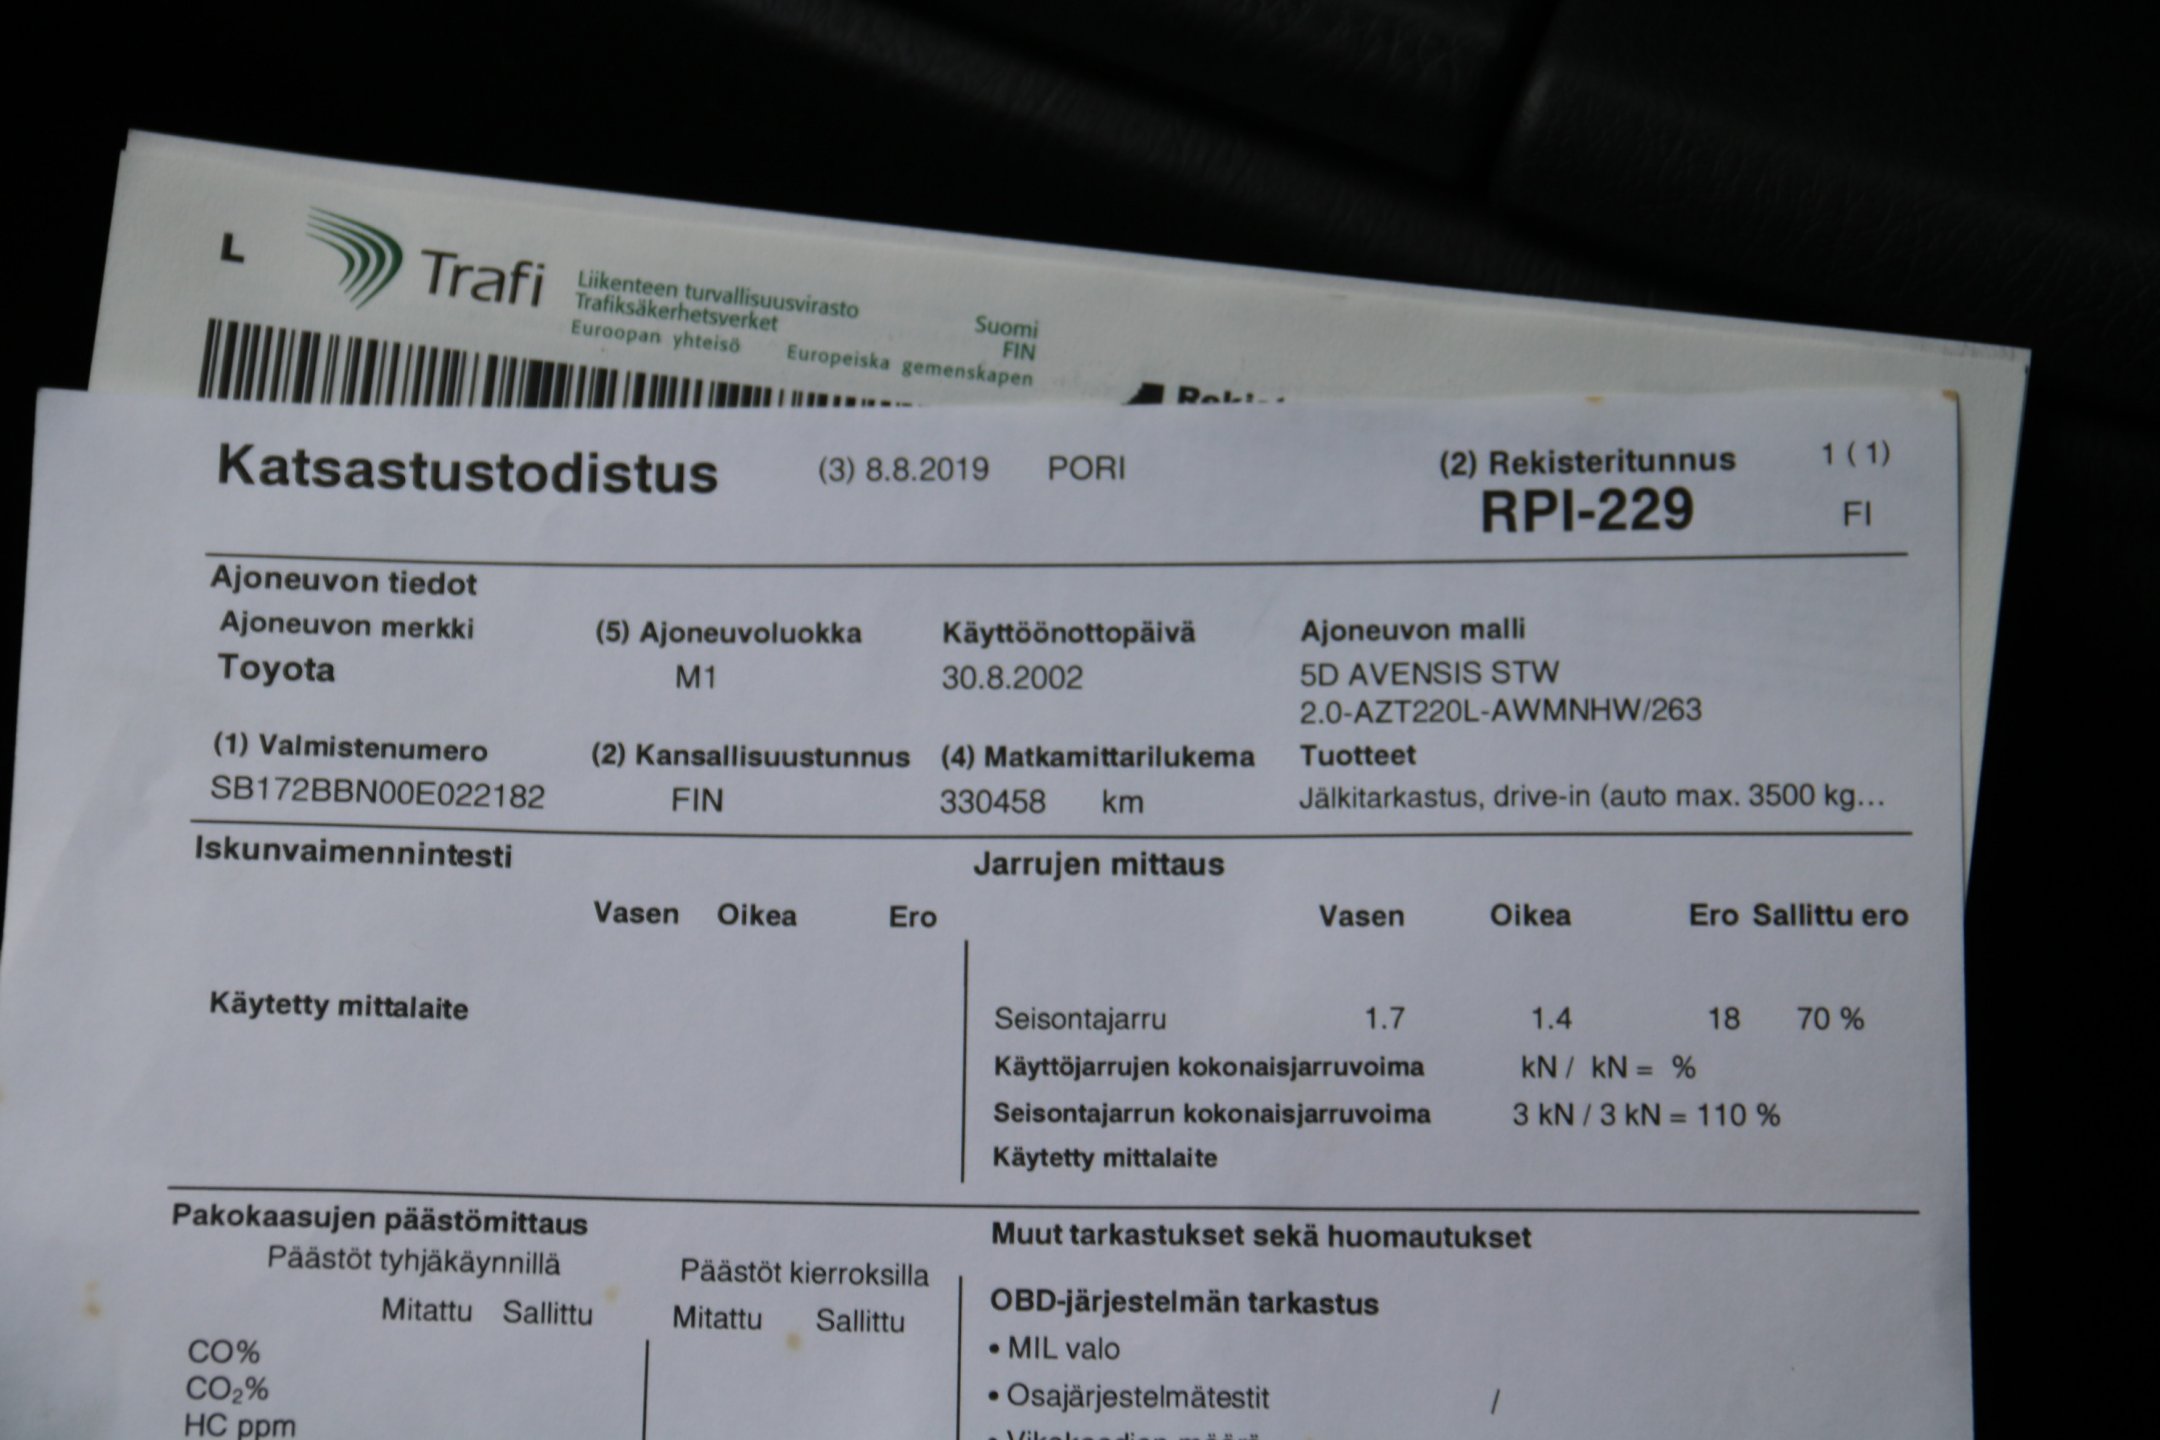 L
Trafi
Liikenteen turvallisuusvirasto
Trafiksäkerhetsverket
Euroopan yhteisö Europeiska gemenskapen
Suomi
FIN
Katsastustodistus (3) 8.8.2019 PORI (2) Rekisteritunnus 1 ( 1)
RPI-229 FI
Ajoneuvon tiedot
Ajoneuvon merkki (5) Ajoneuvoluokka Käyttöönottopäivä Ajoneuvon malli
Toyota M1 30.8.2002 5D AVENSIS STW
2.0-AZT220L-AWMNHW/263
(1) Valmistenumero (2) Kansallisuustunnus (4) Matkamittarilukema Tuotteet
SB172BBN00E022182 FIN 330458 km Jälkitarkastus, drive-in (auto max. 3500 kg...
Iskunvaimennintesti Jarrujen mittaus
Vasen Oikea Ero Vasen Oikea Ero Sallittu ero
Käytetty mittalaite Seisontajarru 1.7 1.4 18 70 %
Käyttöjarrujen kokonaisjarruvoima kN / kN = %
Seisontajarrun kokonaisjarruvoima 3 kN / 3 kN = 110 %
Käytetty mittalaite
Pakokaasujen päästömittaus Muut tarkastukset sekä huomautukset
Päästöt tyhjäkäynnillä Päästöt kierroksilla
Mitattu Sallittu Mitattu Sallittu OBD-järjestelmän tarkastus
CO% • MIL valo
CO₂% • Osajärjestelmätestit /
HC ppm